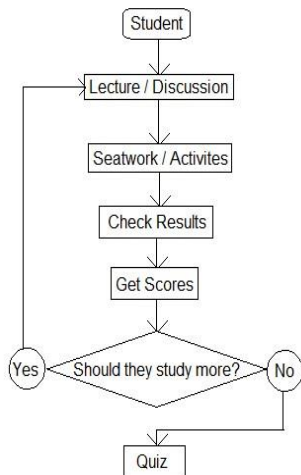 Student
Lecture / Discussion
Seatwork / Activites
Check Results
Get Scores
Yes
Should they study more?
No
Quiz